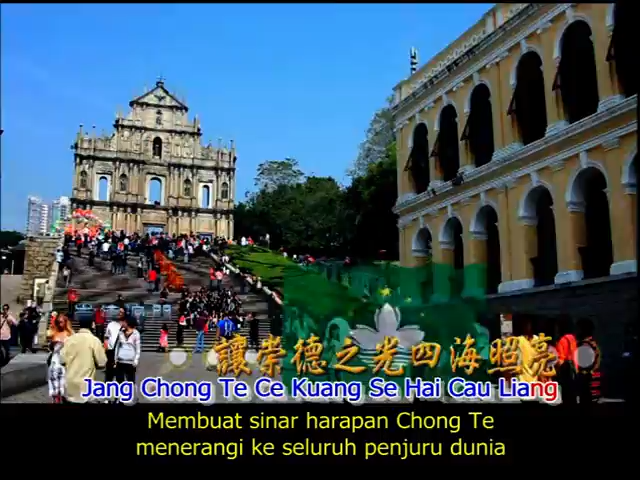 讓崇德之光四海照亮
Jang Chong Te Ce Kuang Se Hai Cau Liang
Membuat sinar harapan Chong Te
menerangi ke seluruh penjuru dunia